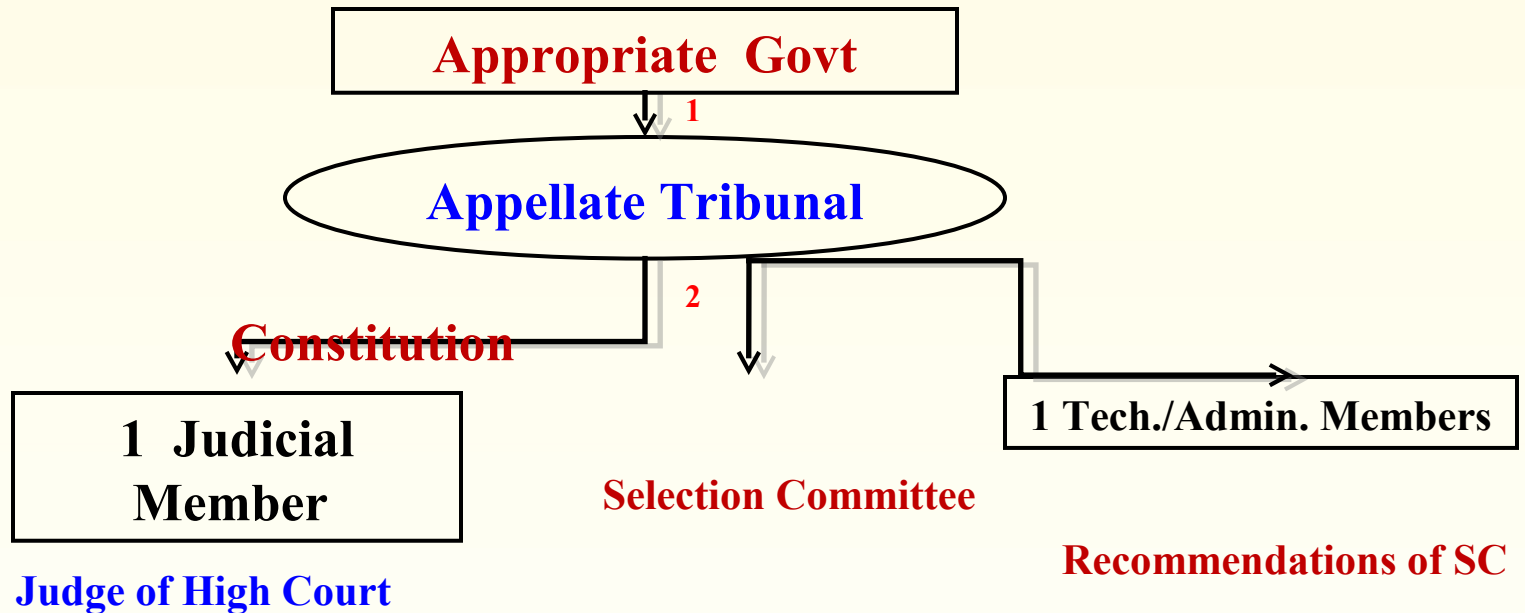 Appropriate Govt
1
Appellate Tribunal
2
Constitution
1 Judicial
Member
1 Tech./Admin. Members
Selection Committee
Recommendations of SC
Judge of High Court